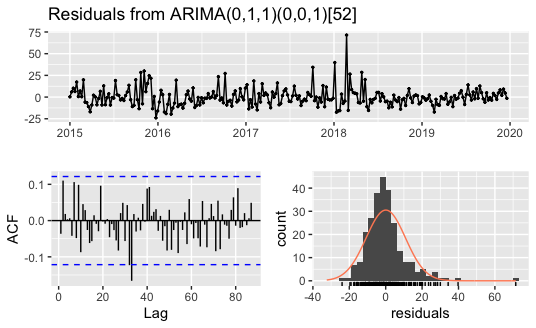 Residuals from ARIMA(0,1,1)(0,0,1)[52]
75
50
25
0
-25
2015 2016 2017 2018 2019 2020
ACF
0.1
0.0
-0.1
0 20 40 60 80
Lag
count
40
30
20
10
0
-40 -20 0 20 40 60
residuals